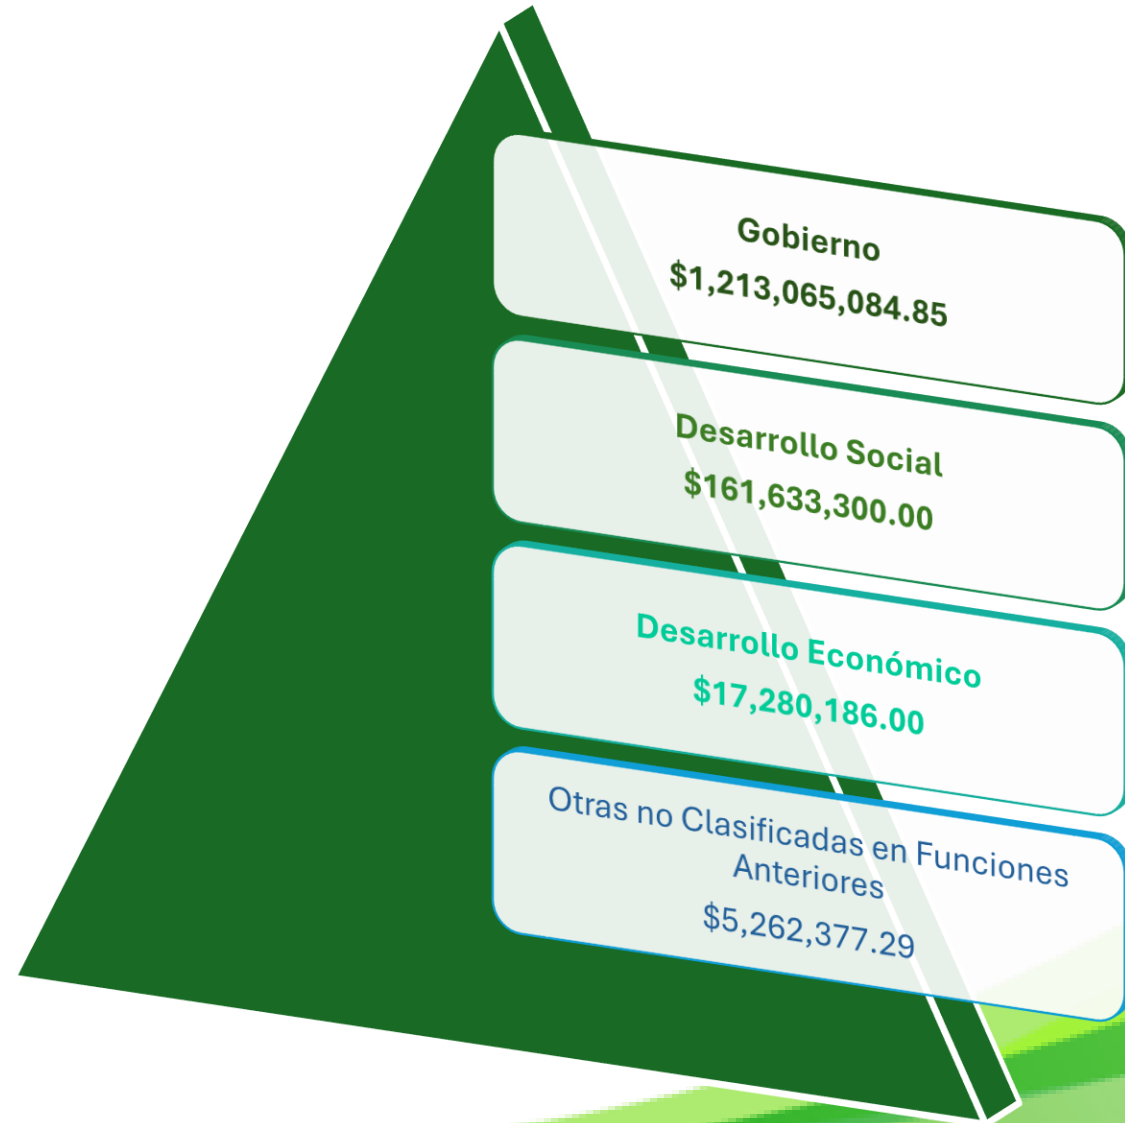 Gobierno
$1,213,065,084.85
Desarrollo Social
$161,633,300.00
Desarrollo Económico
$17,280,186.00
Otras no Clasificadas en Funciones
Anteriores
$5,262,377.29